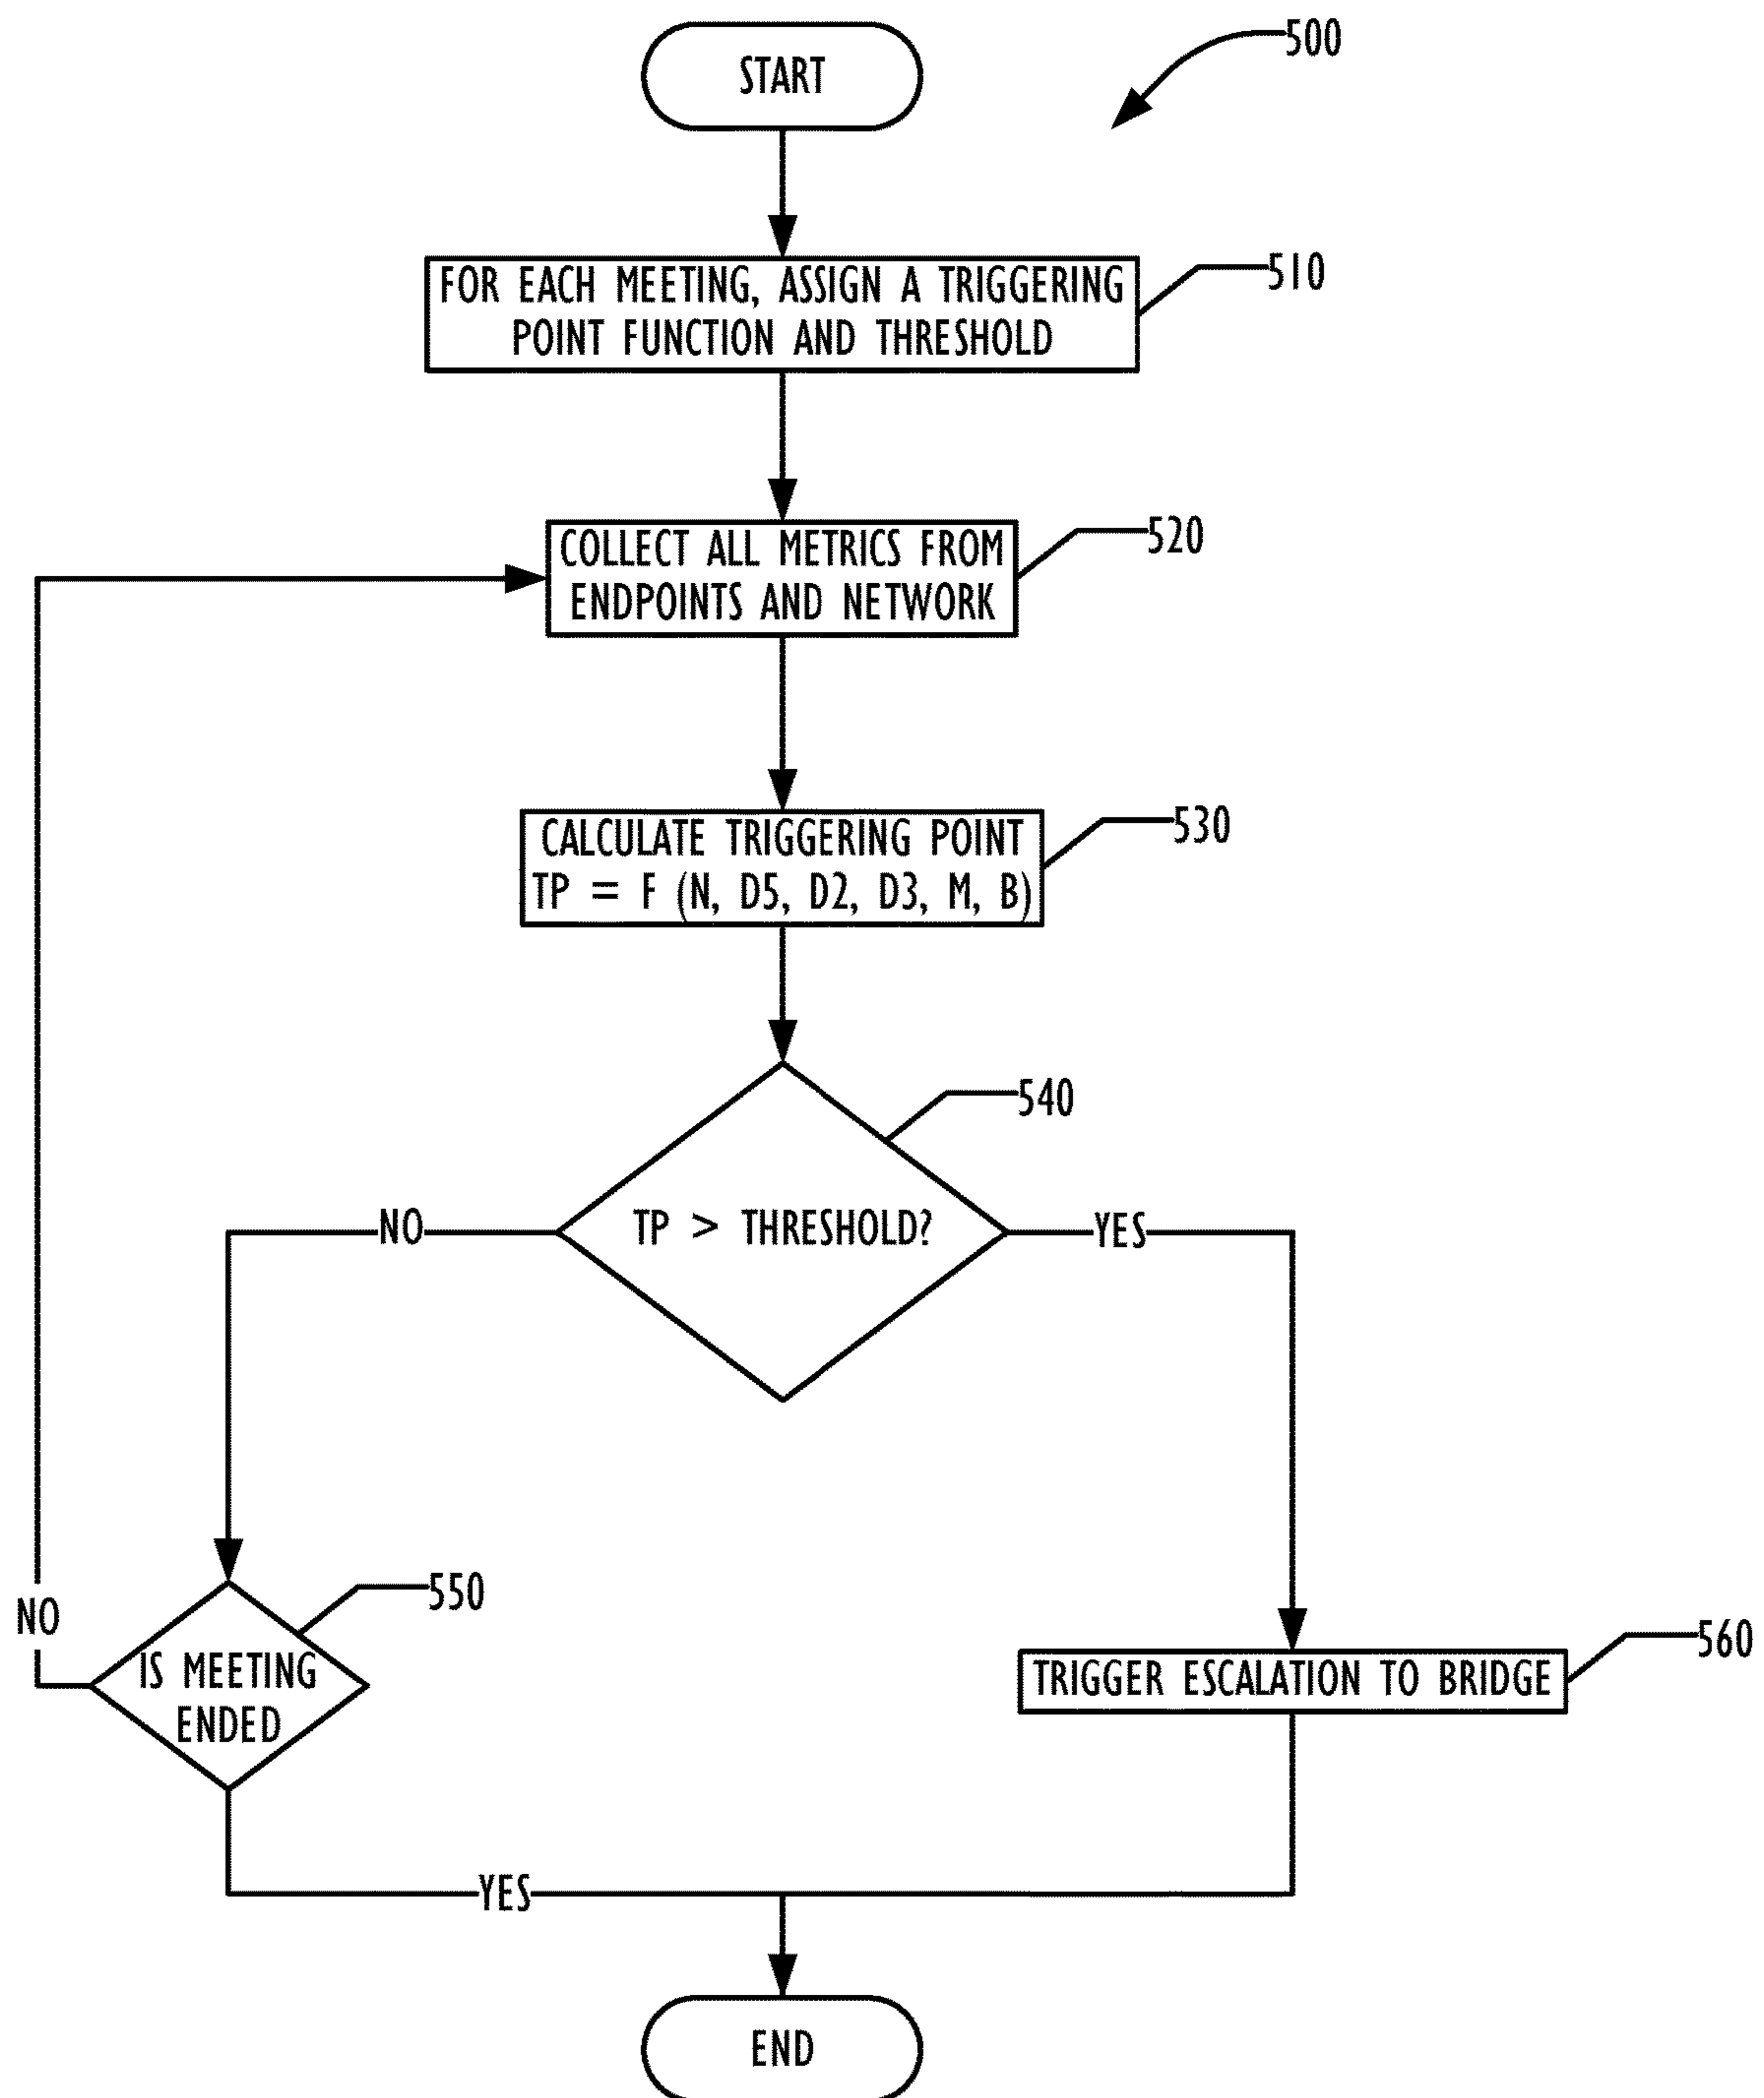 START
500
FOR EACH MEETING, ASSIGN A TRIGGERING
POINT FUNCTION AND THRESHOLD
510
COLLECT ALL METRICS FROM
ENDPOINTS AND NETWORK
520
CALCULATE TRIGGERING POINT
TP = F (N, D5, D2, D3, M, B)
530
540
TP > THRESHOLD?
NO
YES
550
NO
IS MEETING
ENDED
560
TRIGGER ESCALATION TO BRIDGE
YES
END